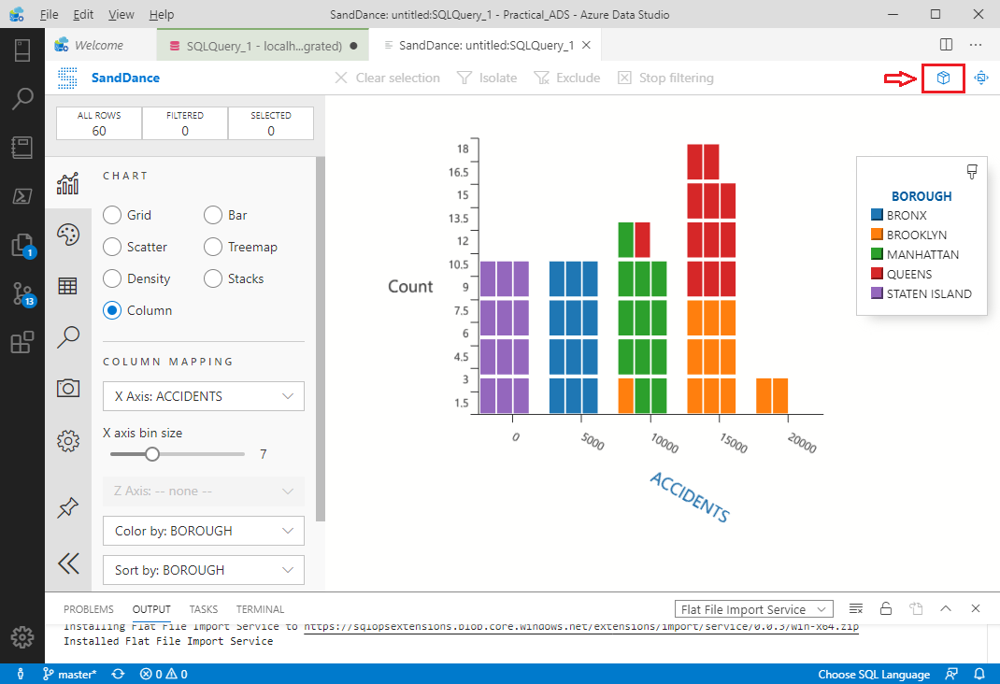 File Edit View Help SandDance: untitled:SQLQuery_1 - Practical_ADS - Azure Data Studio
Welcome SQLQuery_1 - localh...grated) SandDance: untitled:SQLQuery_1
SandDance Clear selection Isolate Exclude Stop filtering
ALL ROWS FILTERED SELECTED
60 0 0
CHART
Grid Bar
Scatter Treemap
Density Stacks
Column
COLUMN MAPPING
X Axis: ACCIDENTS
X axis bin size
7
Z Axis: -- none --
Color by: BOROUGH
Sort by: BOROUGH
18
16.5
15
13.5
12
10.5
9
7.5
6
4.5
3
1.5
Count
0 5000 10000 15000 20000
ACCIDENTS
BOROUGH
BRONX
BROOKLYN
MANHATTAN
QUEENS
STATEN ISLAND
1
13
PROBLEMS OUTPUT TASKS TERMINAL Flat File Import Service
Installing Flat File Import Service to https://sqlopsextensions.blob.core.windows.net/extensions/import/service/0.0.3/win-x64.zip
Installed Flat File Import Service
master* 0 0 Choose SQL Language